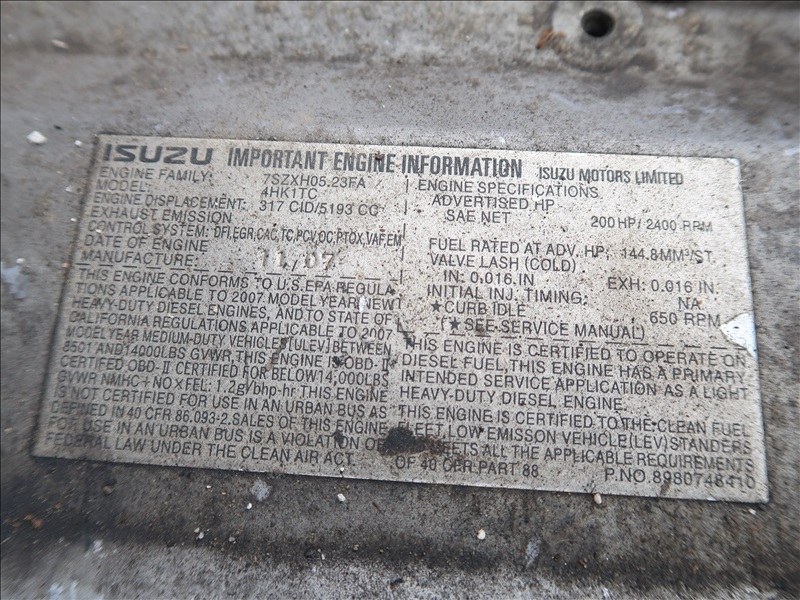 ISUZU IMPORTANT ENGINE INFORMATION ISUZU MOTORS LIMITED
ENGINE FAMILY: 7SZXH05.23FA
MODEL: 4HK1TC
ENGINE DISPLACEMENT: 317 CID/5193 CC
EXHAUST EMISSION
CONTROL SYSTEM: DFI,EGR,CAC,TC,PCV,OC,PTOX,VAF,EM
DATE OF ENGINE
MANUFACTURE: 11/07
THIS ENGINE CONFORMS TO U.S.EPA REGULA
TIONS APPLICABLE TO 2007 MODEL YEAR NEW
HEAVY-DUTY DIESEL ENGINES, AND TO STATE OF
CALIFORNIA REGULATIONS APPLICABLE TO 2007
MODELYEAR MEDIUM-DUTY VEHICLES [ULEV] BETWEEN
8501 AND14000LBS GVWR.THIS ENGINE IS OBD-II
CERTIFIED OBD-II CERTIFIED FOR BELOW14,000LBS
GVWR NMHC+NOxFEL: 1.2g/bhp-hr THIS ENGINE
IS NOT CERTIFIED FOR USE IN AN URBAN BUS AS
DEFINED IN 40 CFR 86.093-2.SALES OF THIS ENGINE
FOR USE IN AN URBAN BUS IS A VIOLATION OF
FEDERAL LAW UNDER THE CLEAN AIR ACT.
ENGINE SPECIFICATIONS
ADVERTISED HP
SAE NET 200 HP/ 2400 RPM
FUEL RATED AT ADV. HP: 144.8MM³/ST.
VALVE LASH (COLD)
IN: 0.016.IN EXH: 0.016 IN.
INITIAL INJ. TIMING: NA
★CURB IDLE 650 RPM
(★SEE SERVICE MANUAL)
THIS ENGINE IS CERTIFIED TO OPERATE ON
DIESEL FUEL,THIS ENGINE HAS A PRIMARY
INTENDED SERVICE APPLICATION AS A LIGHT
HEAVY-DUTY DIESEL ENGINE.
THIS ENGINE IS CERTIFIED TO THE CLEAN FUEL
FLEET LOW EMISSION VEHICLE(LEV) STANDERS
MEETS ALL THE APPLICABLE REQUIREMENTS
OF 40 CFR PART 88
P.NO.8980746410